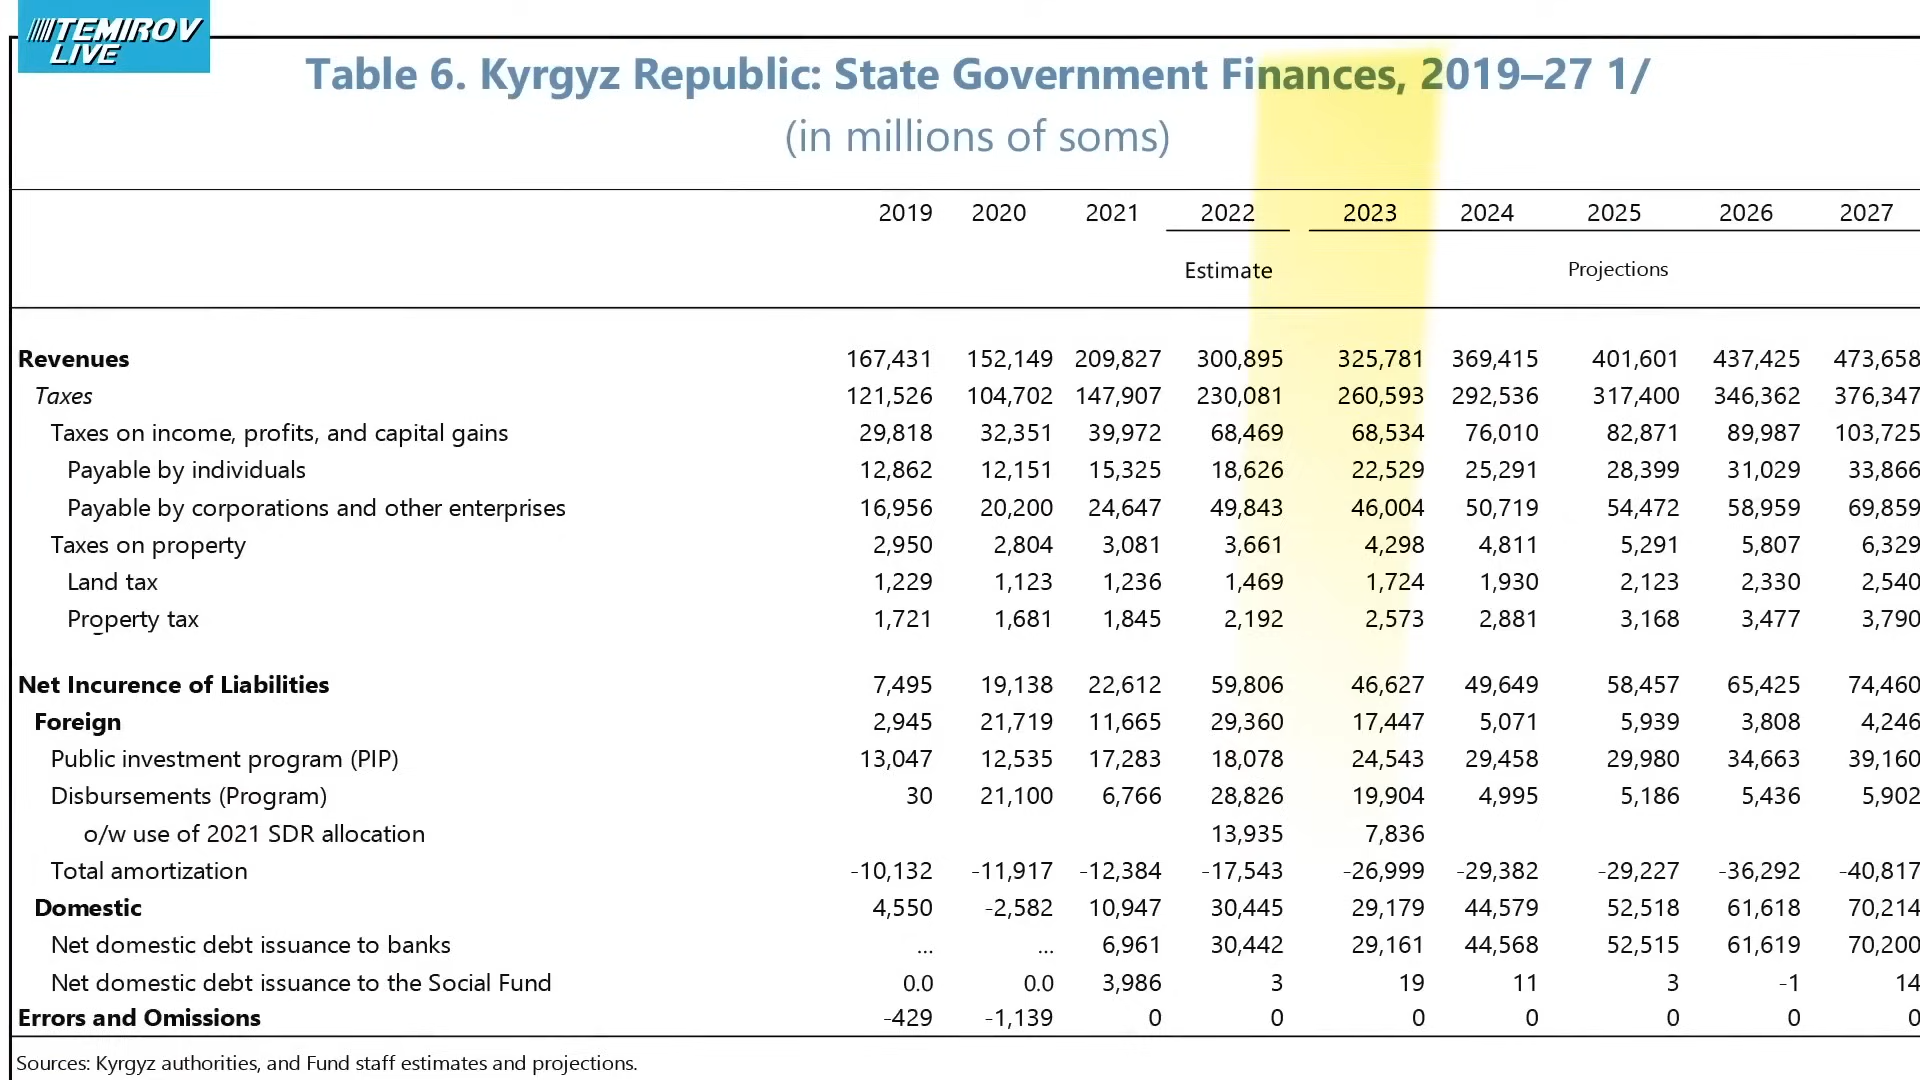 TEMIROV
LIVE
Table 6. Kyrgyz Republic: State Government Finances, 2019–27 1/
(in millions of soms)
2019 2020 2021 2022 2023 2024 2025 2026 2027
Estimate Projections
Revenues 167,431 152,149 209,827 300,895 325,781 369,415 401,601 437,425 473,658
Taxes 121,526 104,702 147,907 230,081 260,593 292,536 317,400 346,362 376,347
Taxes on income, profits, and capital gains 29,818 32,351 39,972 68,469 68,534 76,010 82,871 89,987 103,725
Payable by individuals 12,862 12,151 15,325 18,626 22,529 25,291 28,399 31,029 33,866
Payable by corporations and other enterprises 16,956 20,200 24,647 49,843 46,004 50,719 54,472 58,959 69,859
Taxes on property 2,950 2,804 3,081 3,661 4,298 4,811 5,291 5,807 6,329
Land tax 1,229 1,123 1,236 1,469 1,724 1,930 2,123 2,330 2,540
Property tax 1,721 1,681 1,845 2,192 2,573 2,881 3,168 3,477 3,790
Net Incurence of Liabilities 7,495 19,138 22,612 59,806 46,627 49,649 58,457 65,425 74,460
Foreign 2,945 21,719 11,665 29,360 17,447 5,071 5,939 3,808 4,246
Public investment program (PIP) 13,047 12,535 17,283 18,078 24,543 29,458 29,980 34,663 39,160
Disbursements (Program) 30 21,100 6,766 28,826 19,904 4,995 5,186 5,436 5,902
o/w use of 2021 SDR allocation 13,935 7,836
Total amortization -10,132 -11,917 -12,384 -17,543 -26,999 -29,382 -29,227 -36,292 -40,817
Domestic 4,550 -2,582 10,947 30,445 29,179 44,579 52,518 61,618 70,214
Net domestic debt issuance to banks ... ... 6,961 30,442 29,161 44,568 52,515 61,619 70,200
Net domestic debt issuance to the Social Fund 0.0 0.0 3,986 3 19 11 3 -1 14
Errors and Omissions -429 -1,139 0 0 0 0 0 0 0
Sources: Kyrgyz authorities, and Fund staff estimates and projections.